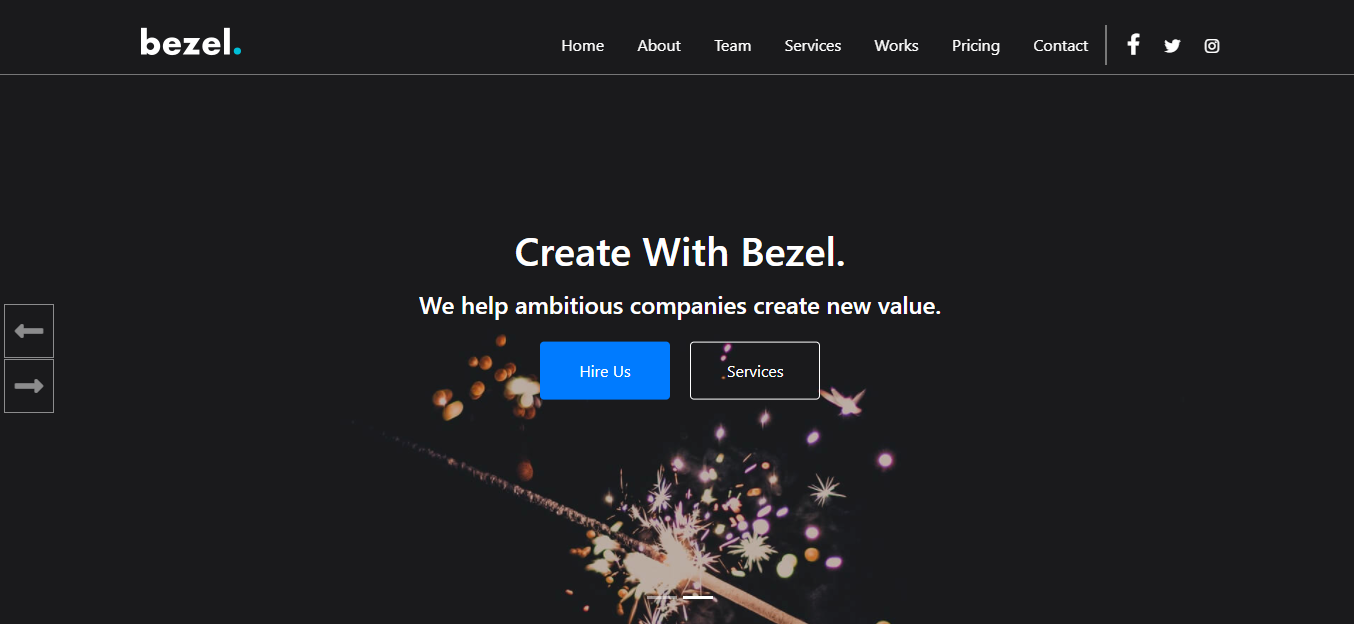 bezel.
Home About Team Services Works Pricing Contact
Create With Bezel.
We help ambitious companies create new value.
Hire Us Services